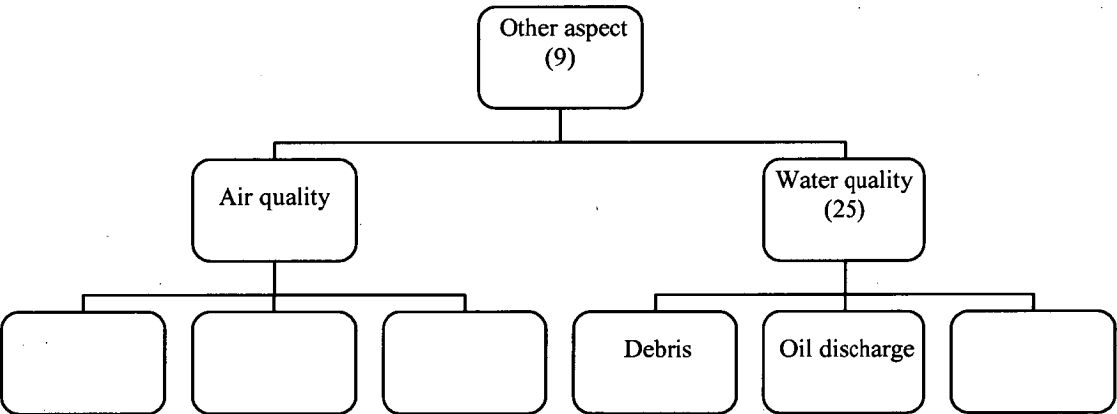 Other aspect
(9)
Air quality
Water quality
(25)
Debris
Oil discharge